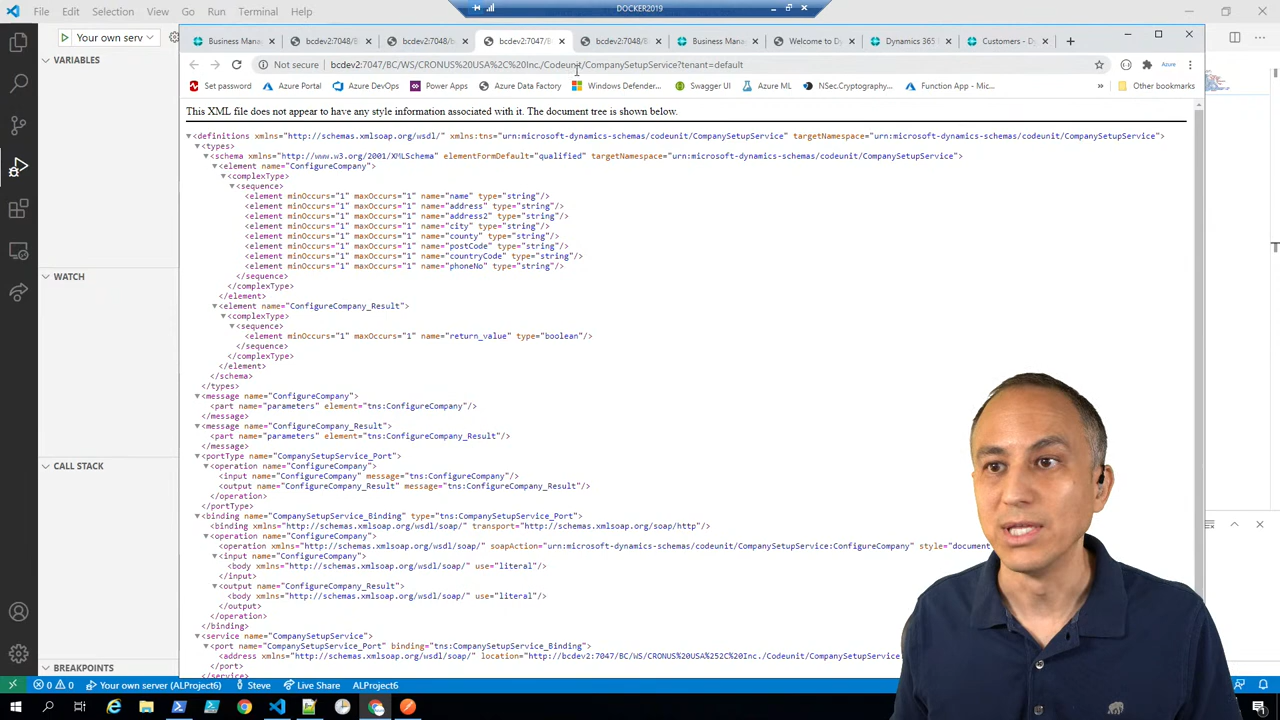 File Edit Selection View Go Run Terminal Help
DOCKER2019
Your own serv
Business Mana
bcdev2:7048/B
bcdev2:7048/b
bcdev2:7047/B
bcdev2:7048/B
Business Mana
Welcome to Dy
Dynamics 365
Customers - Dy
Not secure
bcdev2:7047/BC/WS/CRONUS%20USA%2C%20Inc./Codeunit/CompanySetupService?tenant=default
Set password
Azure Portal
Azure DevOps
Power Apps
Azure Data Factory
Windows Defender...
Swagger UI
Azure ML
NSec.Cryptography...
Function App - Mic...
Other bookmarks
VARIABLES
WATCH
CALL STACK
BREAKPOINTS
This XML file does not appear to have any style information associated with it. The document tree is shown below.
<definitions xmlns="http://schemas.xmlsoap.org/wsdl/" xmlns:tns="urn:microsoft-dynamics-schemas/codeunit/CompanySetupService" targetNamespace="urn:microsoft-dynamics-schemas/codeunit/CompanySetupService">
<types>
<schema xmlns="http://www.w3.org/2001/XMLSchema" elementFormDefault="qualified" targetNamespace="urn:microsoft-dynamics-schemas/codeunit/CompanySetupService">
<element name="ConfigureCompany">
<complexType>
<sequence>
<element minOccurs="1" maxOccurs="1" name="name" type="string"/>
<element minOccurs="1" maxOccurs="1" name="address" type="string"/>
<element minOccurs="1" maxOccurs="1" name="address2" type="string"/>
<element minOccurs="1" maxOccurs="1" name="city" type="string"/>
<element minOccurs="1" maxOccurs="1" name="county" type="string"/>
<element minOccurs="1" maxOccurs="1" name="postCode" type="string"/>
<element minOccurs="1" maxOccurs="1" name="countryCode" type="string"/>
<element minOccurs="1" maxOccurs="1" name="phoneNo" type="string"/>
</sequence>
</complexType>
</element>
<element name="ConfigureCompany_Result">
<complexType>
<sequence>
<element minOccurs="1" maxOccurs="1" name="return_value" type="boolean"/>
</sequence>
</complexType>
</element>
</schema>
</types>
<message name="ConfigureCompany">
<part name="parameters" element="tns:ConfigureCompany"/>
</message>
<message name="ConfigureCompany_Result">
<part name="parameters" element="tns:ConfigureCompany_Result"/>
</message>
<portType name="CompanySetupService_Port">
<operation name="ConfigureCompany">
<input name="ConfigureCompany" message="tns:ConfigureCompany"/>
<output name="ConfigureCompany_Result" message="tns:ConfigureCompany_Result"/>
</operation>
</portType>
<binding name="CompanySetupService_Binding" type="tns:CompanySetupService_Port">
<binding xmlns="http://schemas.xmlsoap.org/wsdl/soap/" transport="http://schemas.xmlsoap.org/soap/http"/>
<operation name="ConfigureCompany">
<operation xmlns="http://schemas.xmlsoap.org/wsdl/soap/" soapAction="urn:microsoft-dynamics-schemas/codeunit/CompanySetupService:ConfigureCompany" style="document
<input name="ConfigureCompany">
<body xmlns="http://schemas.xmlsoap.org/wsdl/soap/" use="literal"/>
</input>
<output name="ConfigureCompany_Result">
<body xmlns="http://schemas.xmlsoap.org/wsdl/soap/" use="literal"/>
</output>
</operation>
</binding>
<service name="CompanySetupService">
<port name="CompanySetupService_Port" binding="tns:CompanySetupService_Binding">
<address xmlns="http://schemas.xmlsoap.org/wsdl/soap/" location="http://bcdev2:7047/BC/WS/CRONUS%20USA%252C%20Inc./Codeunit/CompanySetupService
</port>
</service>
0 0 Your own server (ALProject6) Steve Live Share ALProject6